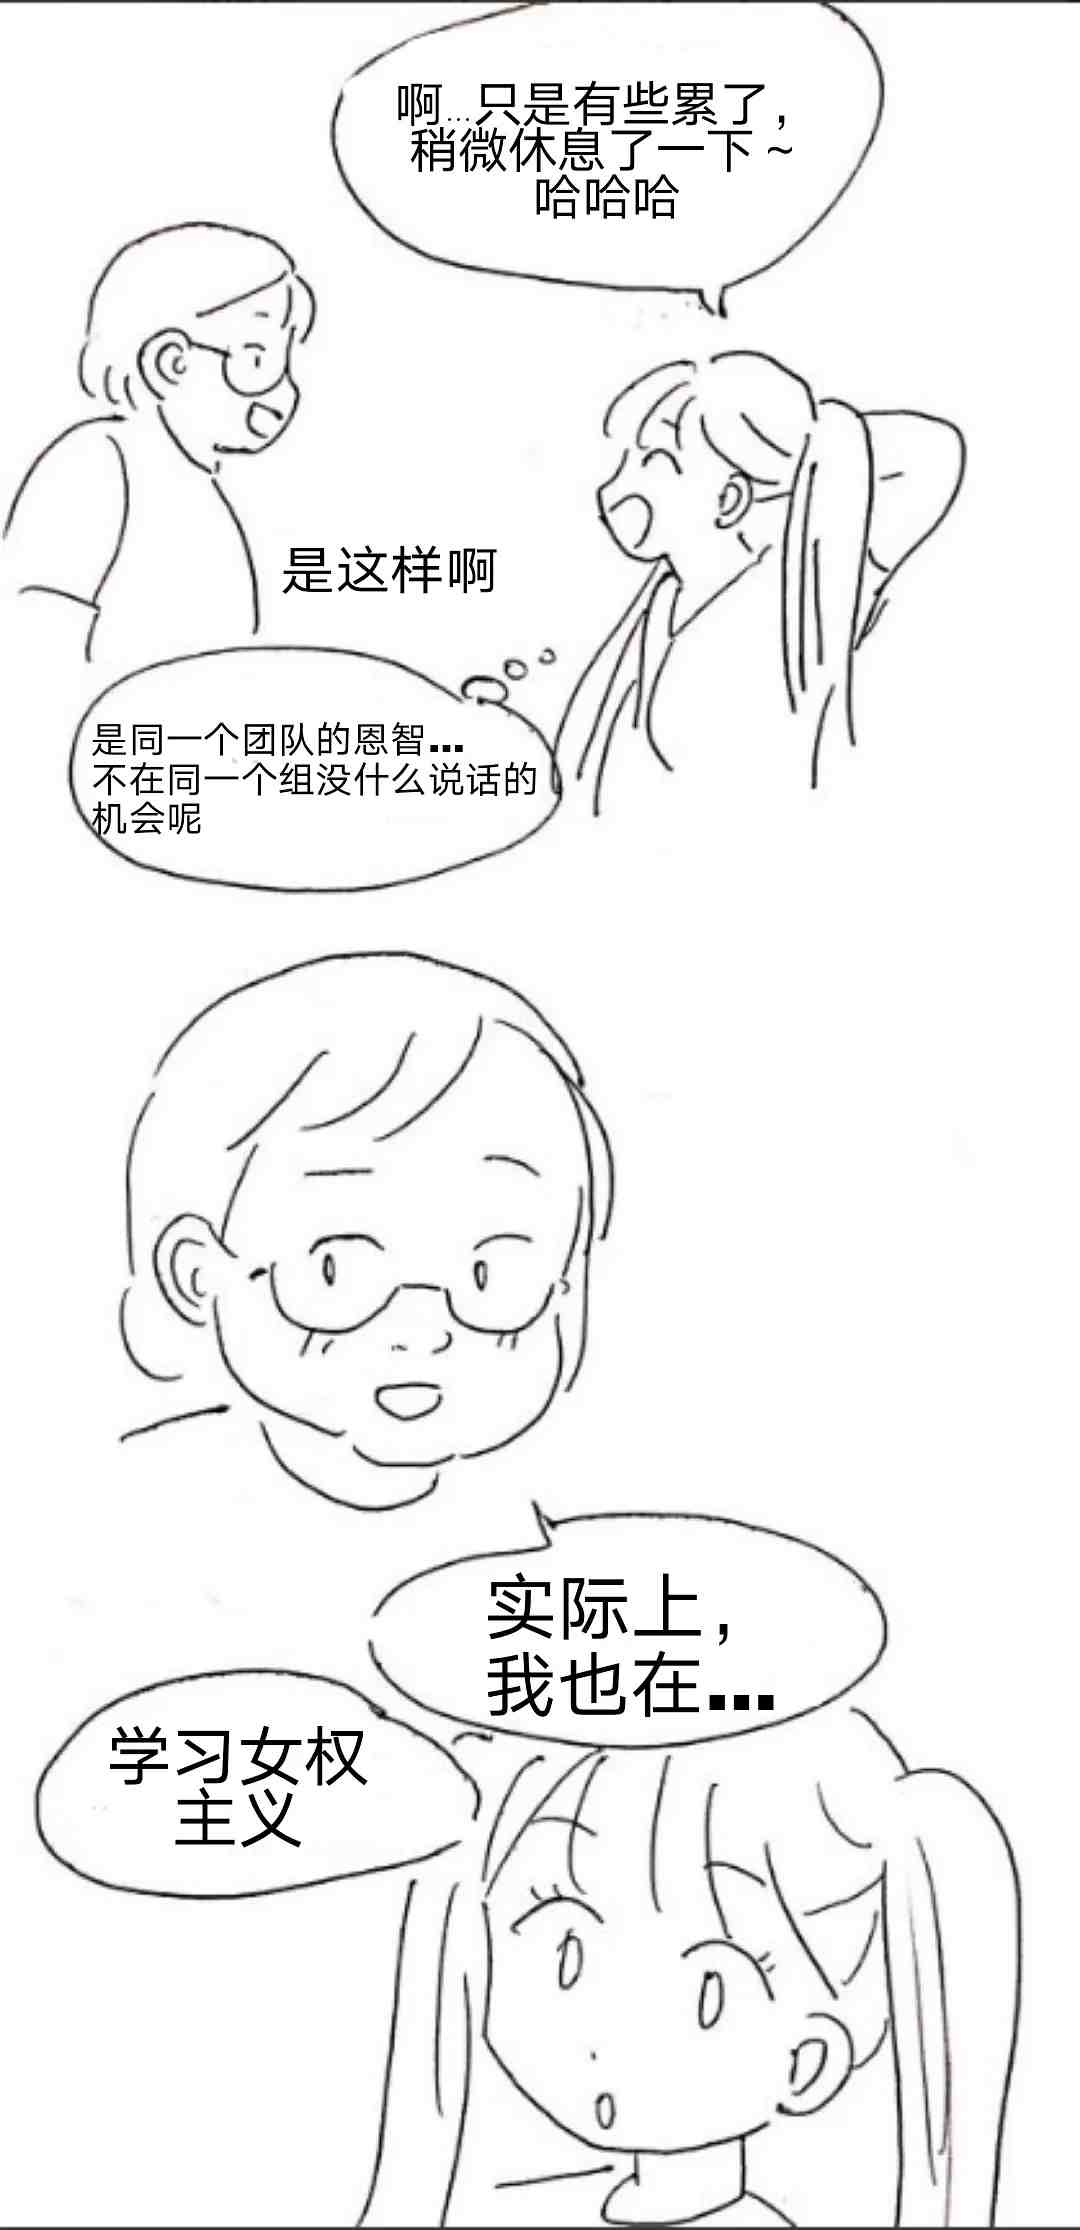 啊...只是有些累了，
稍微休息了一下~
哈哈哈
是这样啊
是同一个团队的恩智...
不在同一个组没什么说话的
机会呢
实际上，
我也在...
学习女权
主义